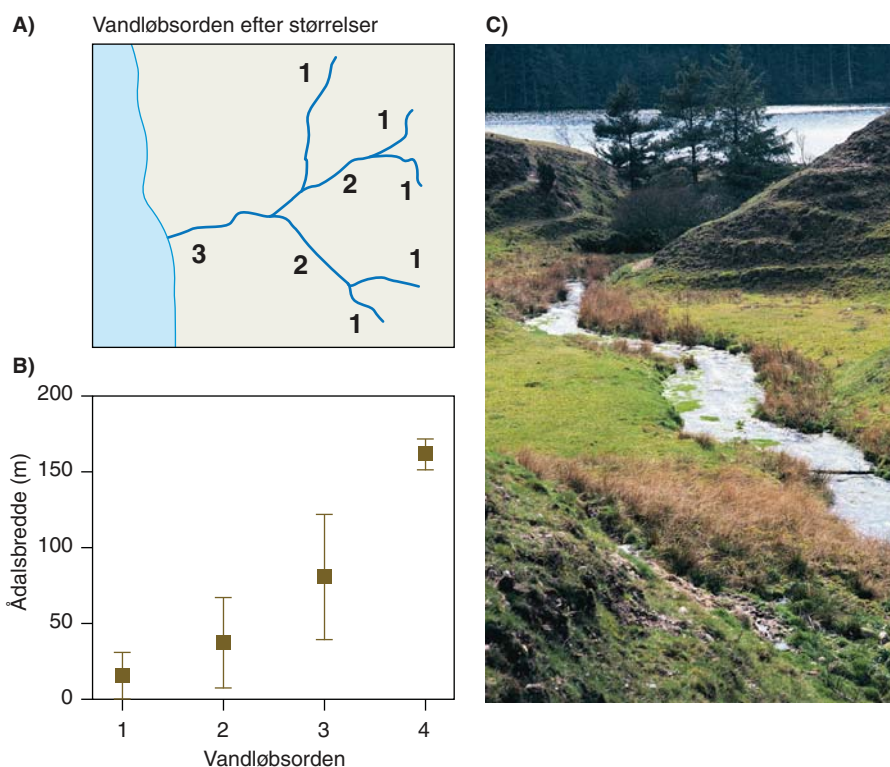 A) Vandløbsorden efter størrelser
1
1
2
1
3
2
1
1
B)
200
150
100
50
0
Ådalsbredde (m)
1 2 3 4
Vandløbsorden
C)